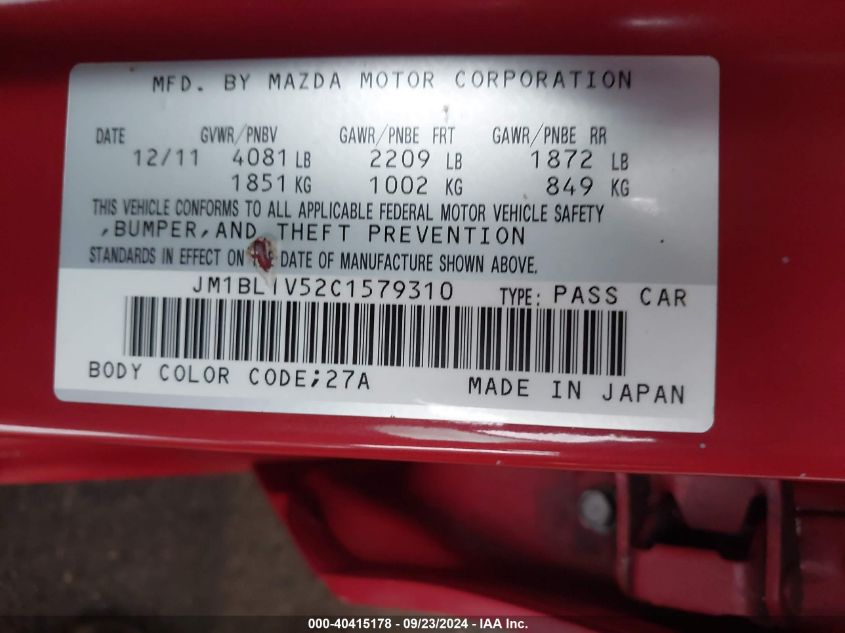 MFD. BY MAZDA MOTOR CORPORATION
DATE GVWR/PNBV GAWR/PNBE FRT GAWR/PNBE RR
12/11 4081 LB 2209 LB 1872 LB
1851 KG 1002 KG 849 KG
THIS VEHICLE CONFORMS TO ALL APPLICABLE FEDERAL MOTOR VEHICLE SAFETY
,BUMPER,AND THEFT PREVENTION
STANDARDS IN EFFECT ON THE DATE OF MANUFACTURE SHOWN ABOVE.
JM1BL1V52C1579310 TYPE: PASS CAR
BODY COLOR CODE;27A MADE IN JAPAN
000-40415178 - 09/23/2024 - IAA Inc.